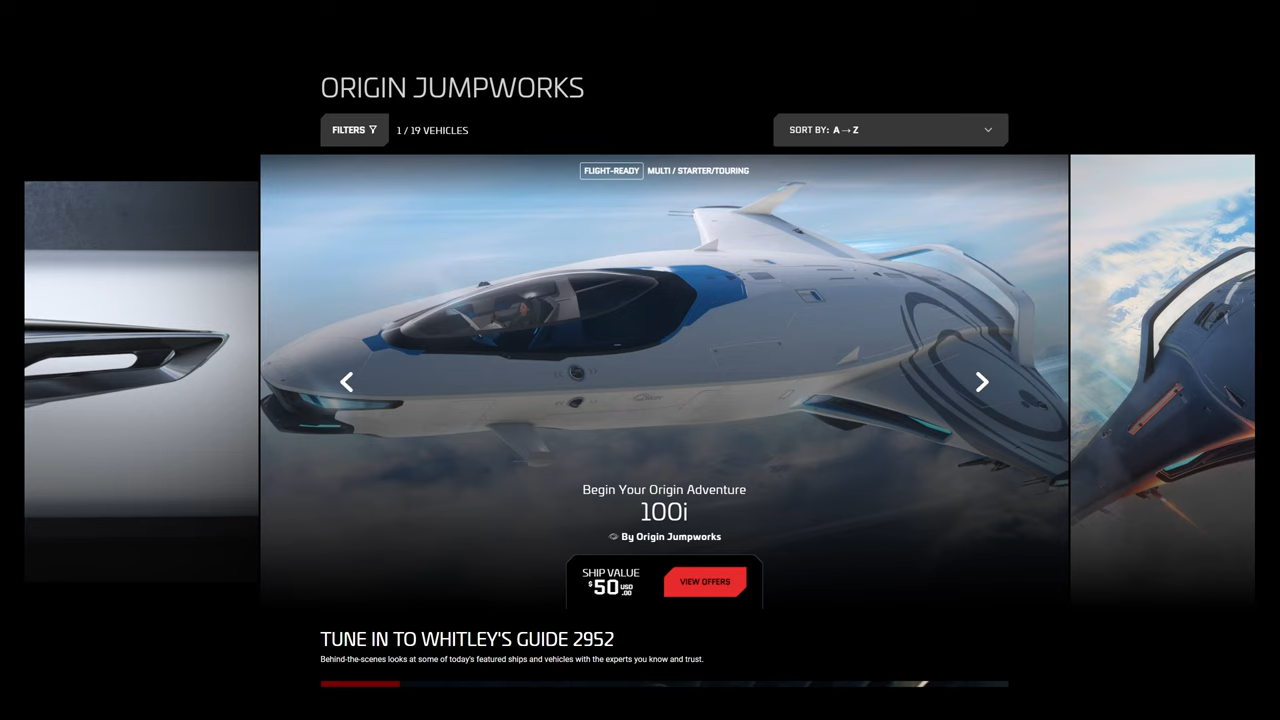 ORIGIN JUMPWORKS
FILTERS
1 / 19 VEHICLES
SORT BY: A→Z
FLIGHT-READY
MULTI / STARTER/TOURING
Begin Your Origin Adventure
100i
By Origin Jumpworks
SHIP VALUE
$50 USD .00
VIEW OFFERS
TUNE IN TO WHITLEY'S GUIDE 2952
Behind-the-scenes looks at some of today's featured ships and vehicles with the experts you know and trust.